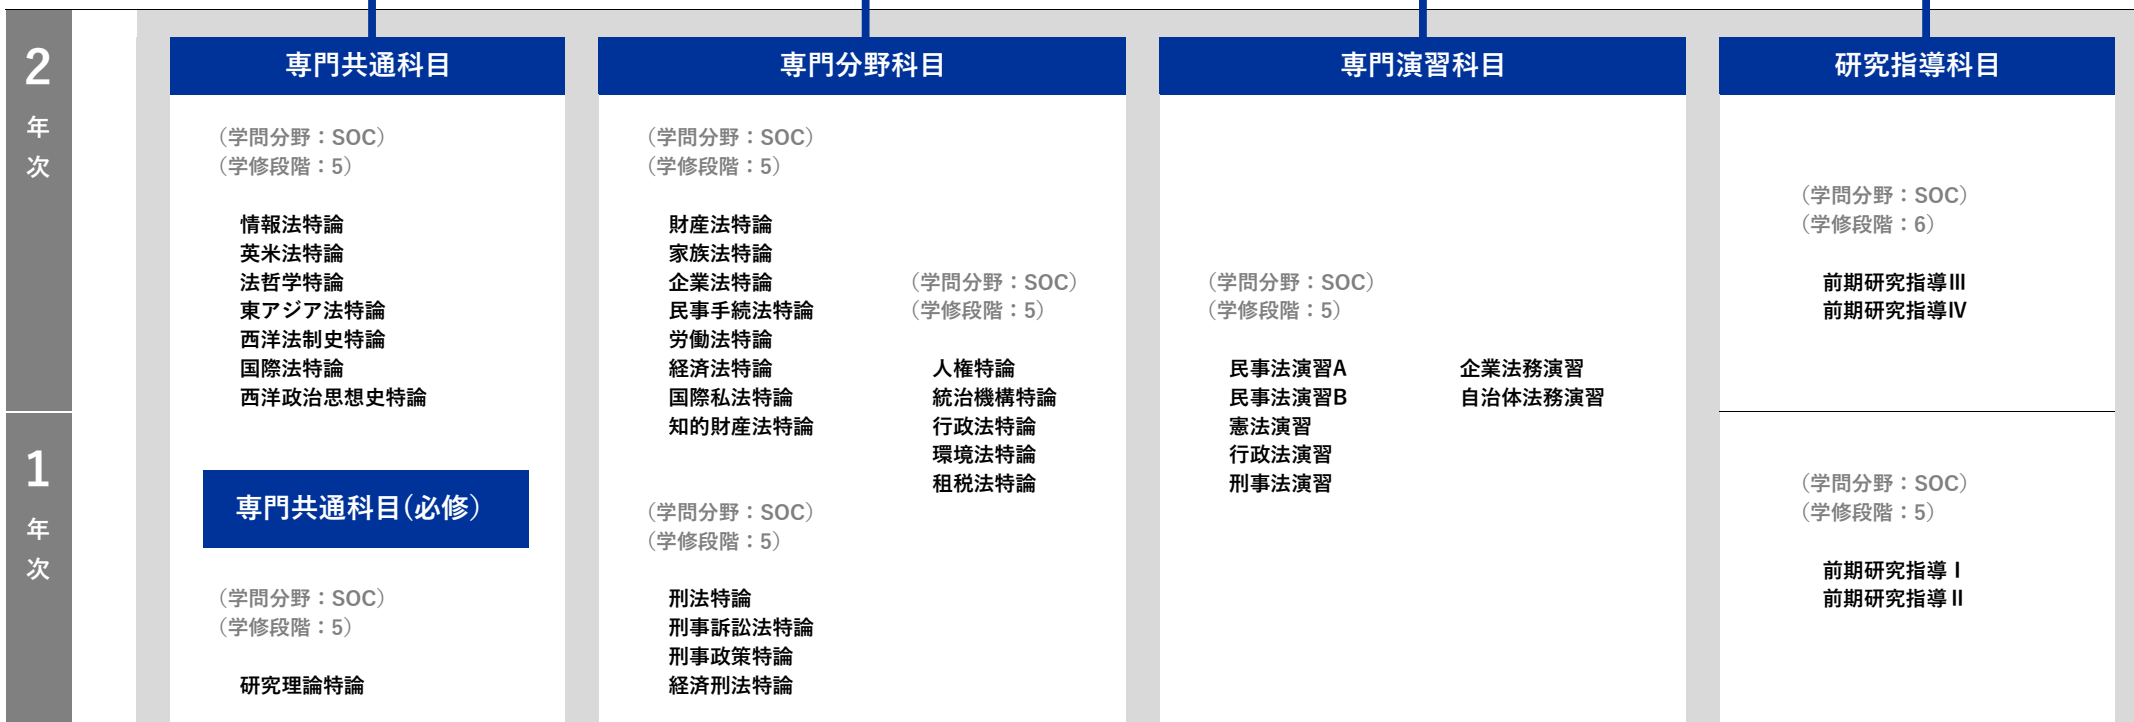 2
年
次
1
年
次
専門共通科目
（学問分野：SOC）
（学修段階：5）
情報法特論
英米法特論
法哲学特論
東アジア法特論
西洋法制史特論
国際法特論
西洋政治思想史特論
専門共通科目(必修)
（学問分野：SOC）
（学修段階：5）
研究理論特論
専門分野科目
（学問分野：SOC）
（学修段階：5）
財産法特論
家族法特論
企業法特論
民事手続法特論
労働法特論
経済法特論
国際私法特論
知的財産法特論
（学問分野：SOC）
（学修段階：5）
人権特論
統治機構特論
行政法特論
環境法特論
租税法特論
（学問分野：SOC）
（学修段階：5）
刑法特論
刑事訴訟法特論
刑事政策特論
経済刑法特論
専門演習科目
（学問分野：SOC）
（学修段階：5）
民事法演習A
民事法演習B
憲法演習
行政法演習
刑事法演習
企業法務演習
自治体法務演習
研究指導科目
（学問分野：SOC）
（学修段階：6）
前期研究指導Ⅲ
前期研究指導Ⅳ
（学問分野：SOC）
（学修段階：5）
前期研究指導Ⅰ
前期研究指導Ⅱ